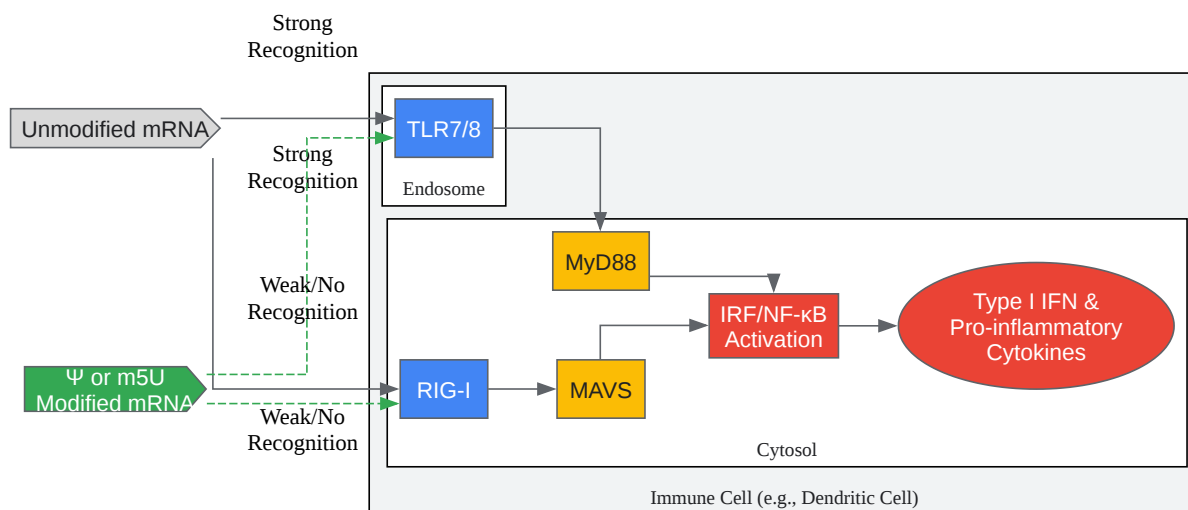 Strong
Recognition
Unmodified mRNA
TLR7/8
Strong
Recognition
Endosome
MyD88
Weak/No
Recognition
IRF/NF-κB
Activation
Type I IFN &
Pro-inflammatory
Cytokines
Ψ or m5U
Modified mRNA
RIG-I
MAVS
Weak/No
Recognition
Cytosol
Immune Cell (e.g., Dendritic Cell)